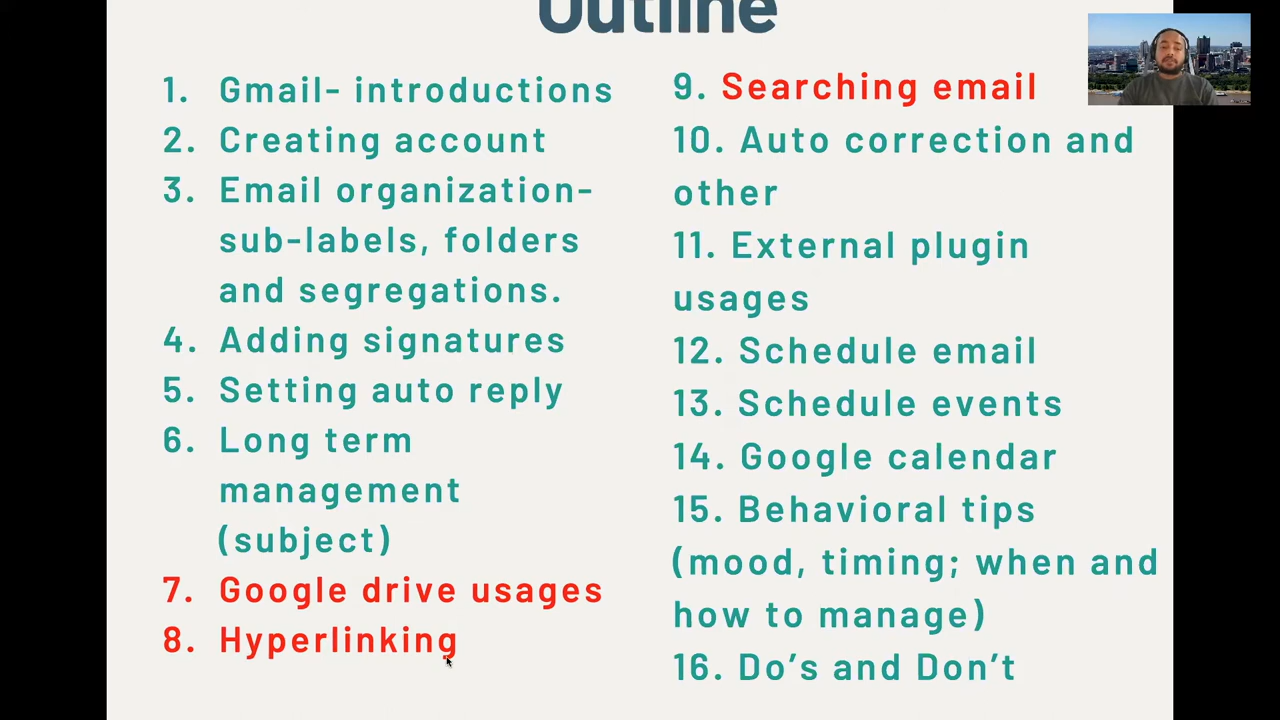 Outline
1. Gmail- introductions
2. Creating account
3. Email organization-
sub-labels, folders
and segregations.
4. Adding signatures
5. Setting auto reply
6. Long term
management
(subject)
7. Google drive usages
8. Hyperlinking
9. Searching email
10. Auto correction and
other
11. External plugin
usages
12. Schedule email
13. Schedule events
14. Google calendar
15. Behavioral tips
(mood, timing; when and
how to manage)
16. Do’s and Don’t